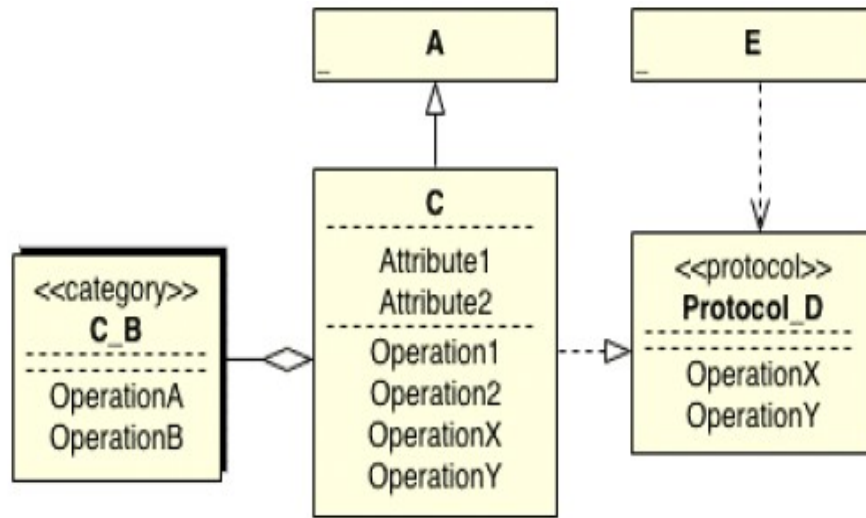 A
E
C
Attribute1
Attribute2
Operation1
Operation2
OperationX
OperationY
<<category>>
C_B
OperationA
OperationB
<<protocol>>
Protocol_D
OperationX
OperationY